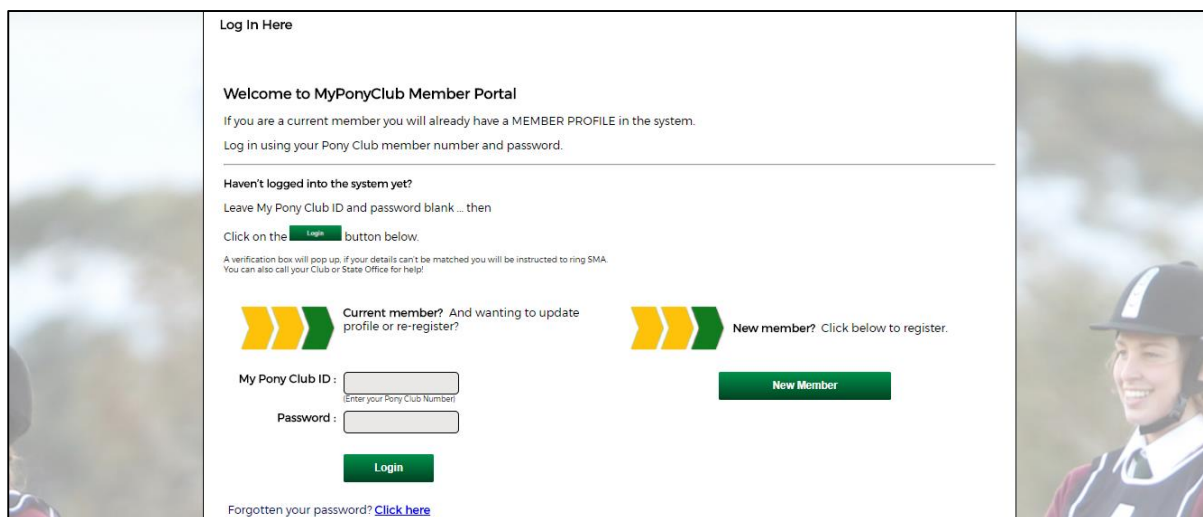 Log In Here
Welcome to MyPonyClub Member Portal
If you are a current member you will already have a MEMBER PROFILE in the system.
Log in using your Pony Club member number and password.
Haven't logged into the system yet?
Leave My Pony Club ID and password blank ... then
Click on the Login button below.
A verification box will pop up, if your details can't be matched you will be instructed to ring SMA.
You can also call your Club or State Office for help!
Current member? And wanting to update
profile or re-register?
My Pony Club ID :
(Enter your Pony Club Number)
Password :
Login
Forgotten your password? Click here
New member? Click below to register.
New Member